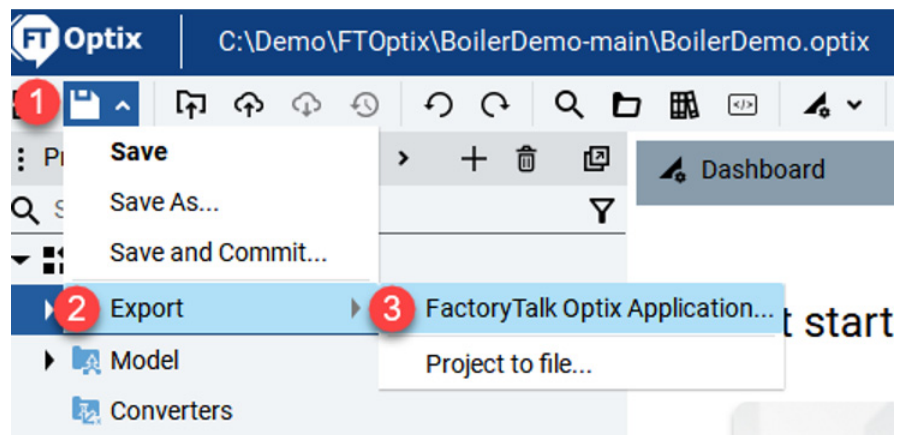 FT Optix C:\Demo\FTOptix\BoilerDemo-main\BoilerDemo.optix
1
Save
Dashboard
Save As...
Save and Commit...
2 Export 3 FactoryTalk Optix Application...
t start
Model Project to file...
Converters